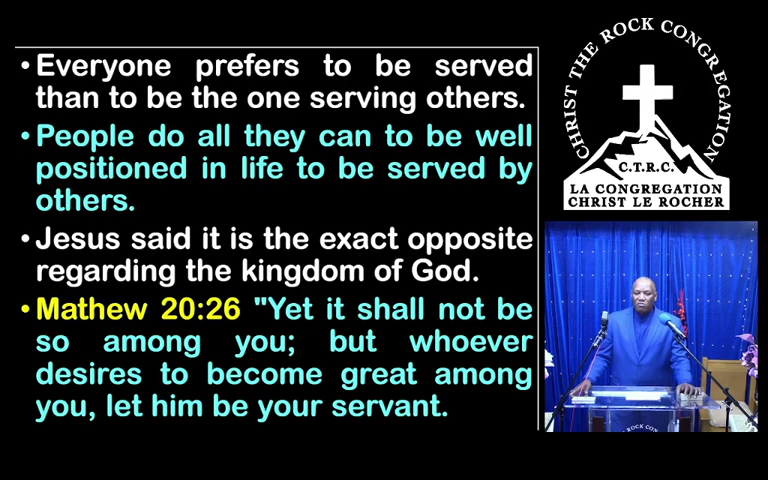 •Everyone prefers to be served
than to be the one serving others.
•People do all they can to be well
positioned in life to be served by
others.
•Jesus said it is the exact opposite
regarding the kingdom of God.
•Mathew 20:26 "Yet it shall not be
so among you; but whoever
desires to become great among
you, let him be your servant.
CHRIST THE ROCK CONGREGATION
C.T.R.C.
LA CONGREGATION
CHRIST LE ROCHER
ROCK CON